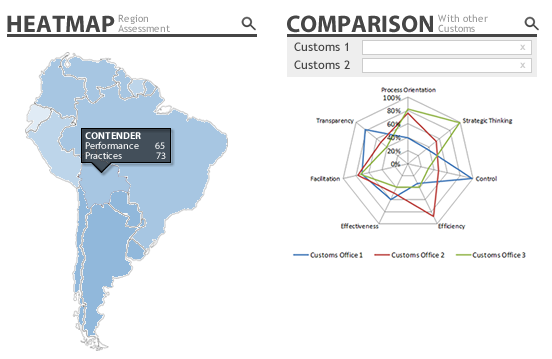 HEATMAP Region Assessment
CONTENDER
Performance 65
Practices 73
COMPARISON With other Customs
Customs 1 x
Customs 2 x
Process Orientation
100%
80%
60%
40%
20%
0%
Transparency
Strategic Thinking
Facilitation
Control
Effectiveness
Efficiency
Customs Office 1 Customs Office 2 Customs Office 3